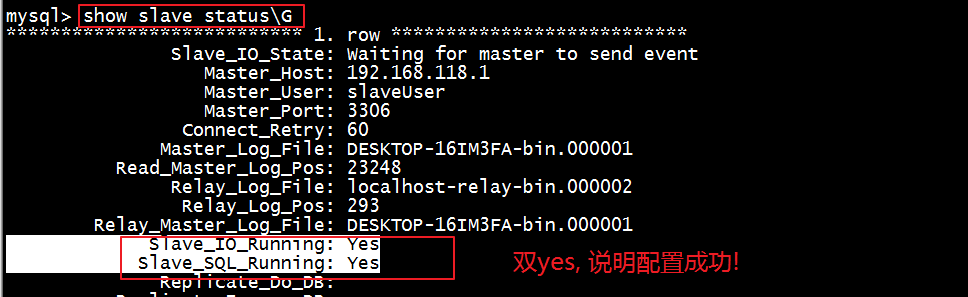 mysql> show slave status\G
*************************** 1. row ***************************
Slave_IO_State: Waiting for master to send event
Master_Host: 192.168.118.1
Master_User: slaveUser
Master_Port: 3306
Connect_Retry: 60
Master_Log_File: DESKTOP-16IM3FA-bin.000001
Read_Master_Log_Pos: 23248
Relay_Log_File: localhost-relay-bin.000002
Relay_Log_Pos: 293
Relay_Master_Log_File: DESKTOP-16IM3FA-bin.000001
Slave_IO_Running: Yes
Slave_SQL_Running: Yes
双yes, 说明配置成功!
Replicate_Do_DB: